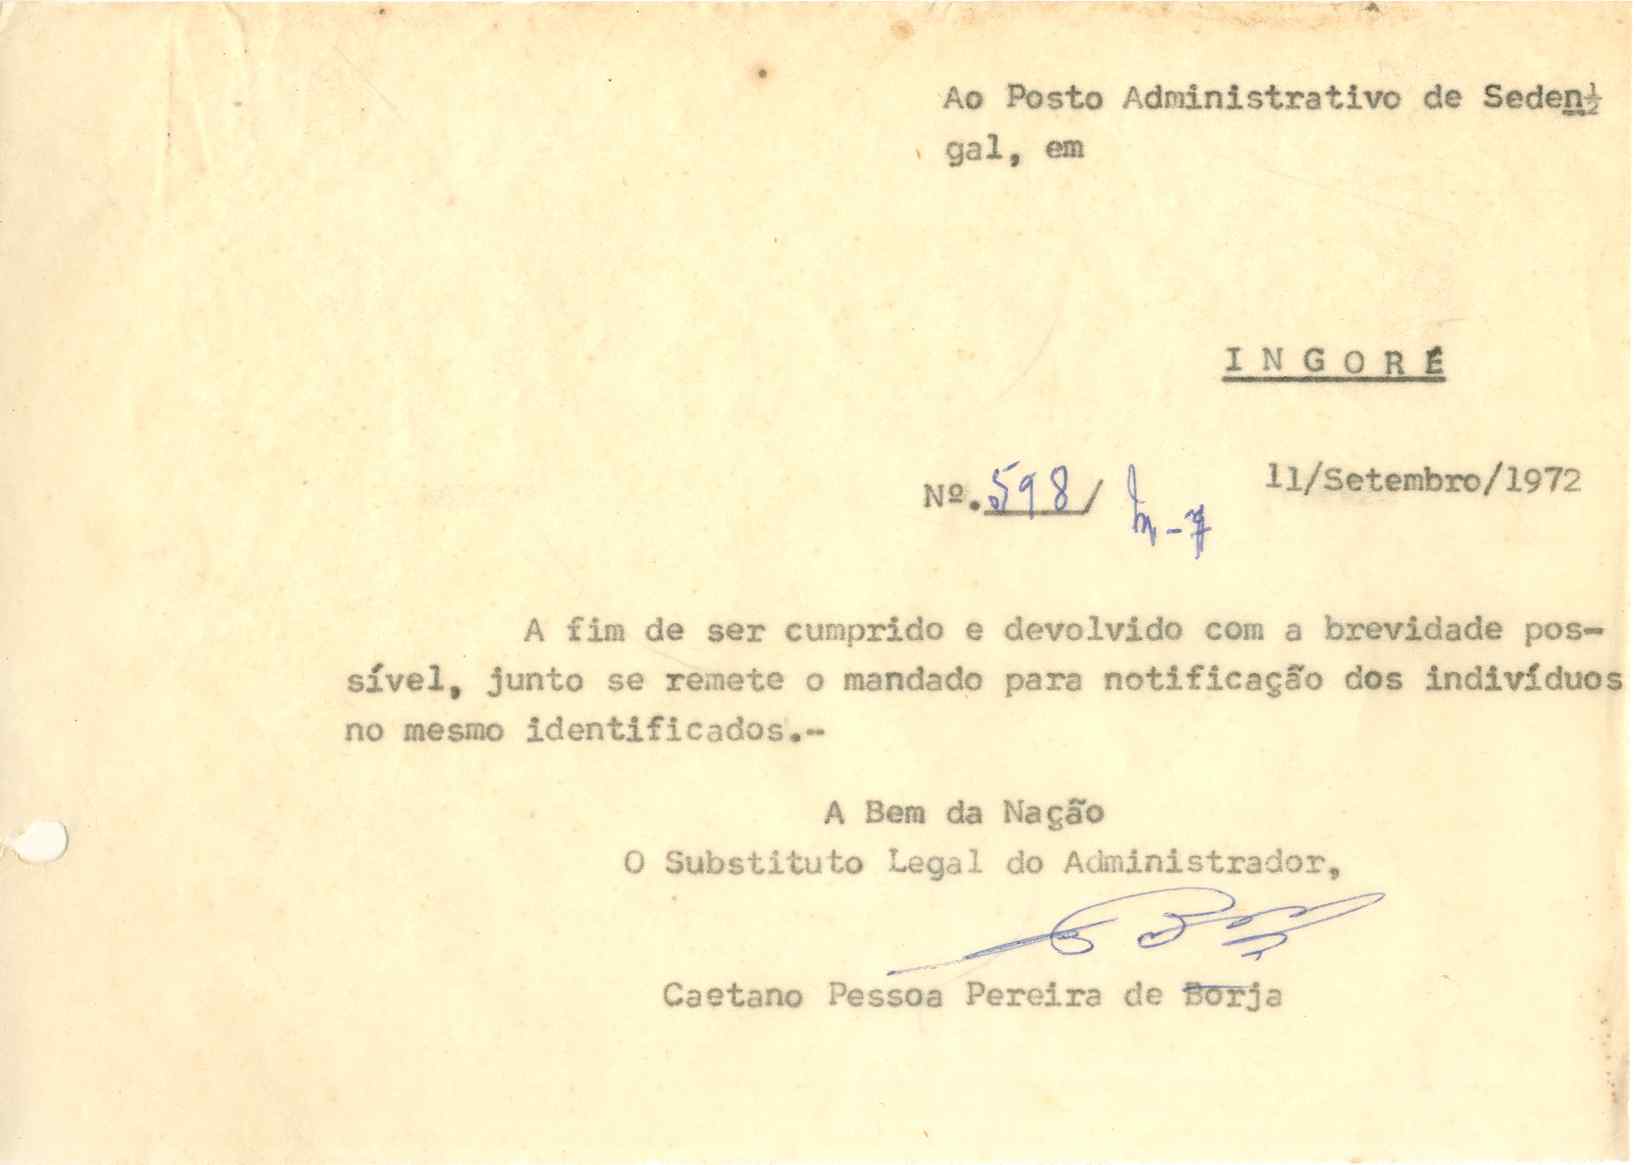 Ao Posto Administrativo de Seden½
gal, em
INGORÉ
Nº. 598/ 11/Setembro/1972
A fim de ser cumprido e devolvido com a brevidade pos-
sível, junto se remete o mandado para notificação dos indivíduos
no mesmo identificados.-
A Bem da Nação
O Substituto Legal do Administrador,
Caetano Pessoa Pereira de Borja